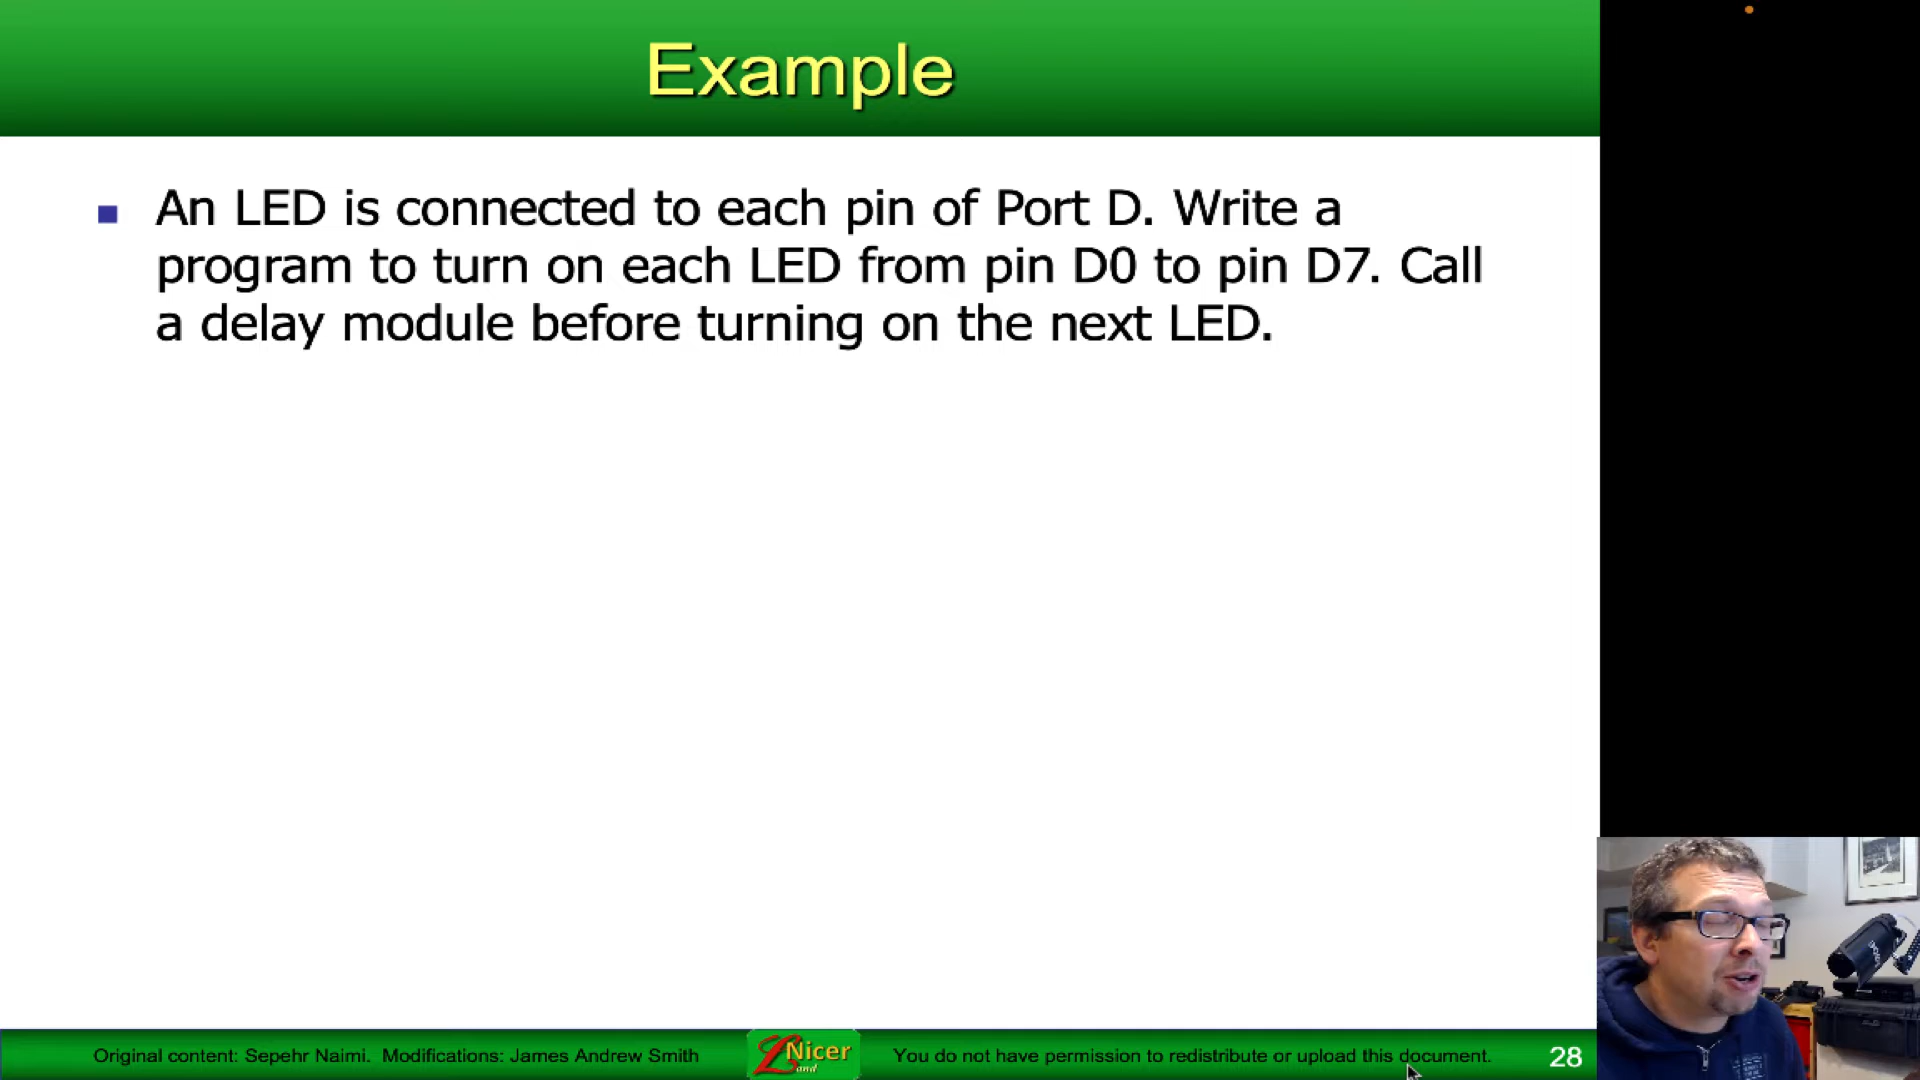 Example
An LED is connected to each pin of Port D. Write a
program to turn on each LED from pin D0 to pin D7. Call
a delay module before turning on the next LED.
Original content: Sepehr Naimi.  Modifications: James Andrew Smith
Nicer
Land
You do not have permission to redistribute or upload this document.
28